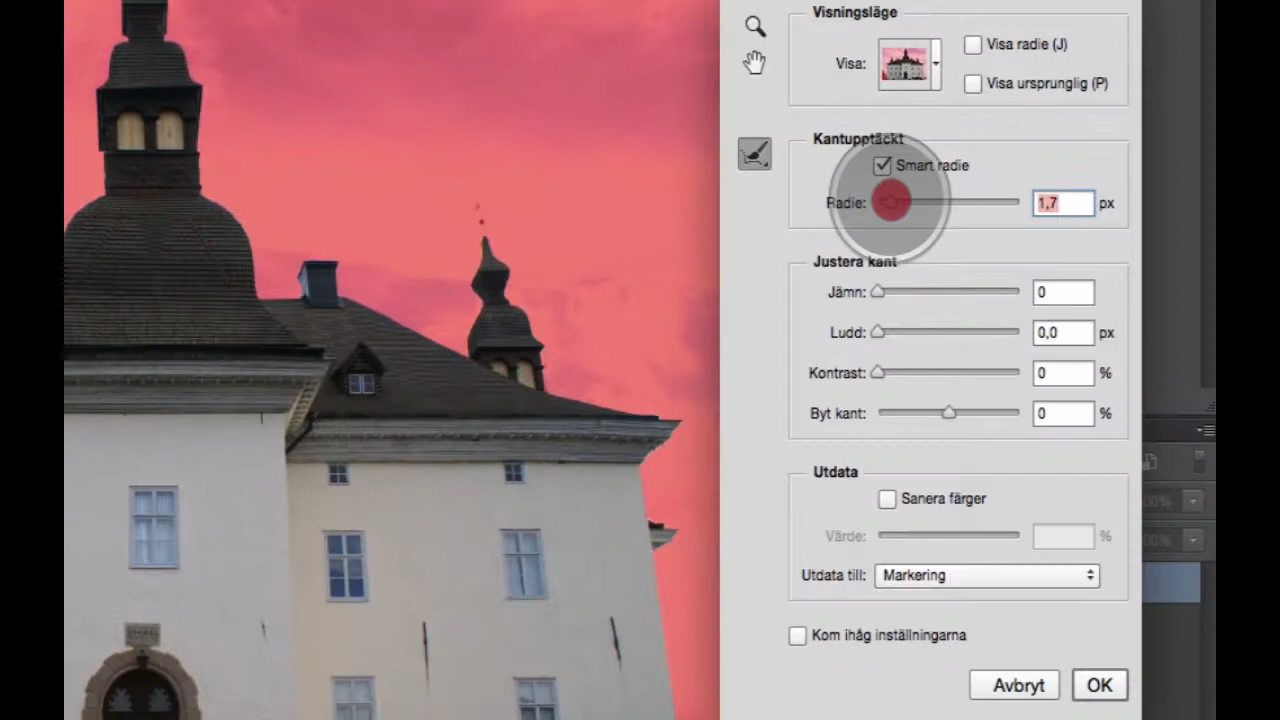 Visningsläge
Visa:
Visa radie (J)
Visa ursprunglig (P)
Kantupptäckt
Smart radie
Radie: 1,7 px
Justera kant
Jämn: 0
Ludd: 0,0 px
Kontrast: 0 %
Byt kant: 0 %
Utdata
Sanera färger
Värde: %
Utdata till: Markering
Kom ihåg inställningarna
Avbryt OK